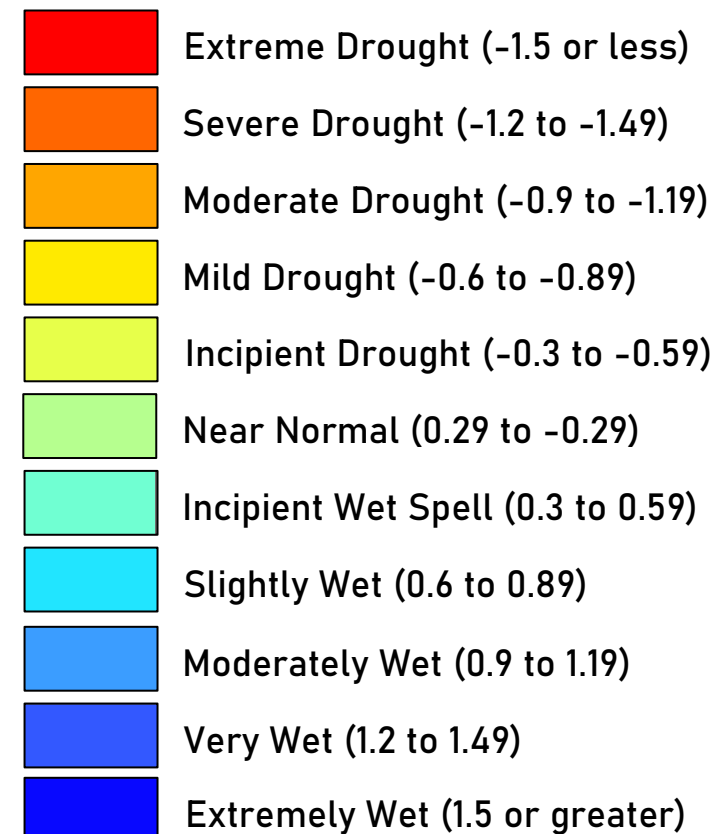 Extreme Drought (-1.5 or less)
Severe Drought (-1.2 to -1.49)
Moderate Drought (-0.9 to -1.19)
Mild Drought (-0.6 to -0.89)
Incipient Drought (-0.3 to -0.59)
Near Normal (0.29 to -0.29)
Incipient Wet Spell (0.3 to 0.59)
Slightly Wet (0.6 to 0.89)
Moderately Wet (0.9 to 1.19)
Very Wet (1.2 to 1.49)
Extremely Wet (1.5 or greater)